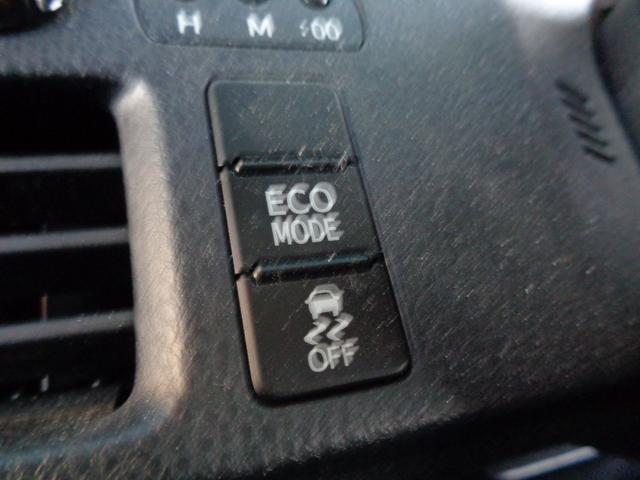 H M :00
ECO
MODE
OFF